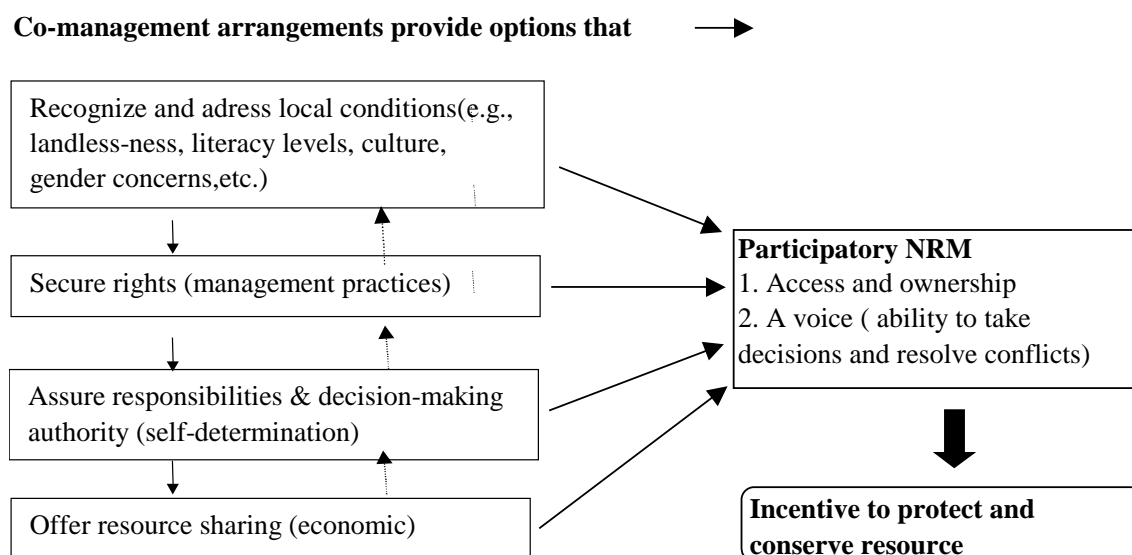 Co-management arrangements provide options that
Recognize and adress local conditions(e.g.,
landless-ness, literacy levels, culture,
gender concerns,etc.)
Secure rights (management practices)
Assure responsibilities & decision-making
authority (self-determination)
Offer resource sharing (economic)
Participatory NRM
1. Access and ownership
2. A voice ( ability to take
decisions and resolve conflicts)
Incentive to protect and
conserve resource